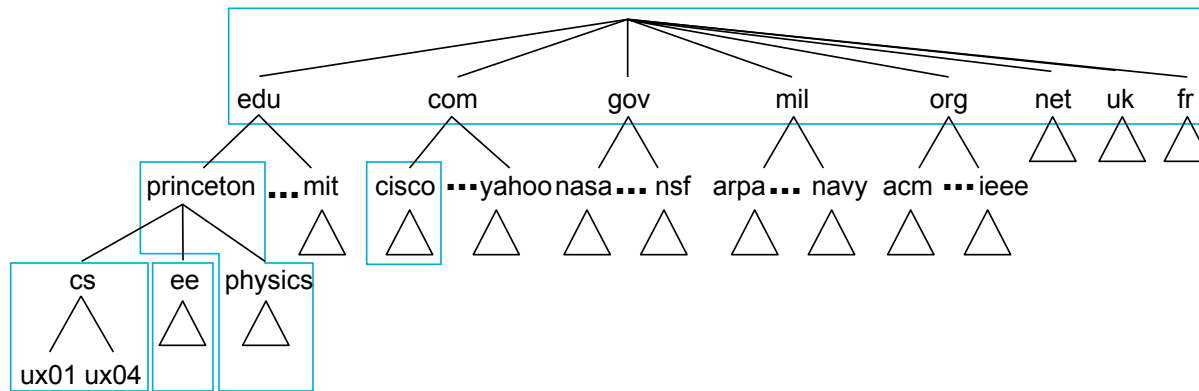 edu com gov mil org net uk fr
princeton ... mit cisco ... yahoo nasa ... nsf arpa ... navy acm ... ieee
cs ee physics
ux01 ux04